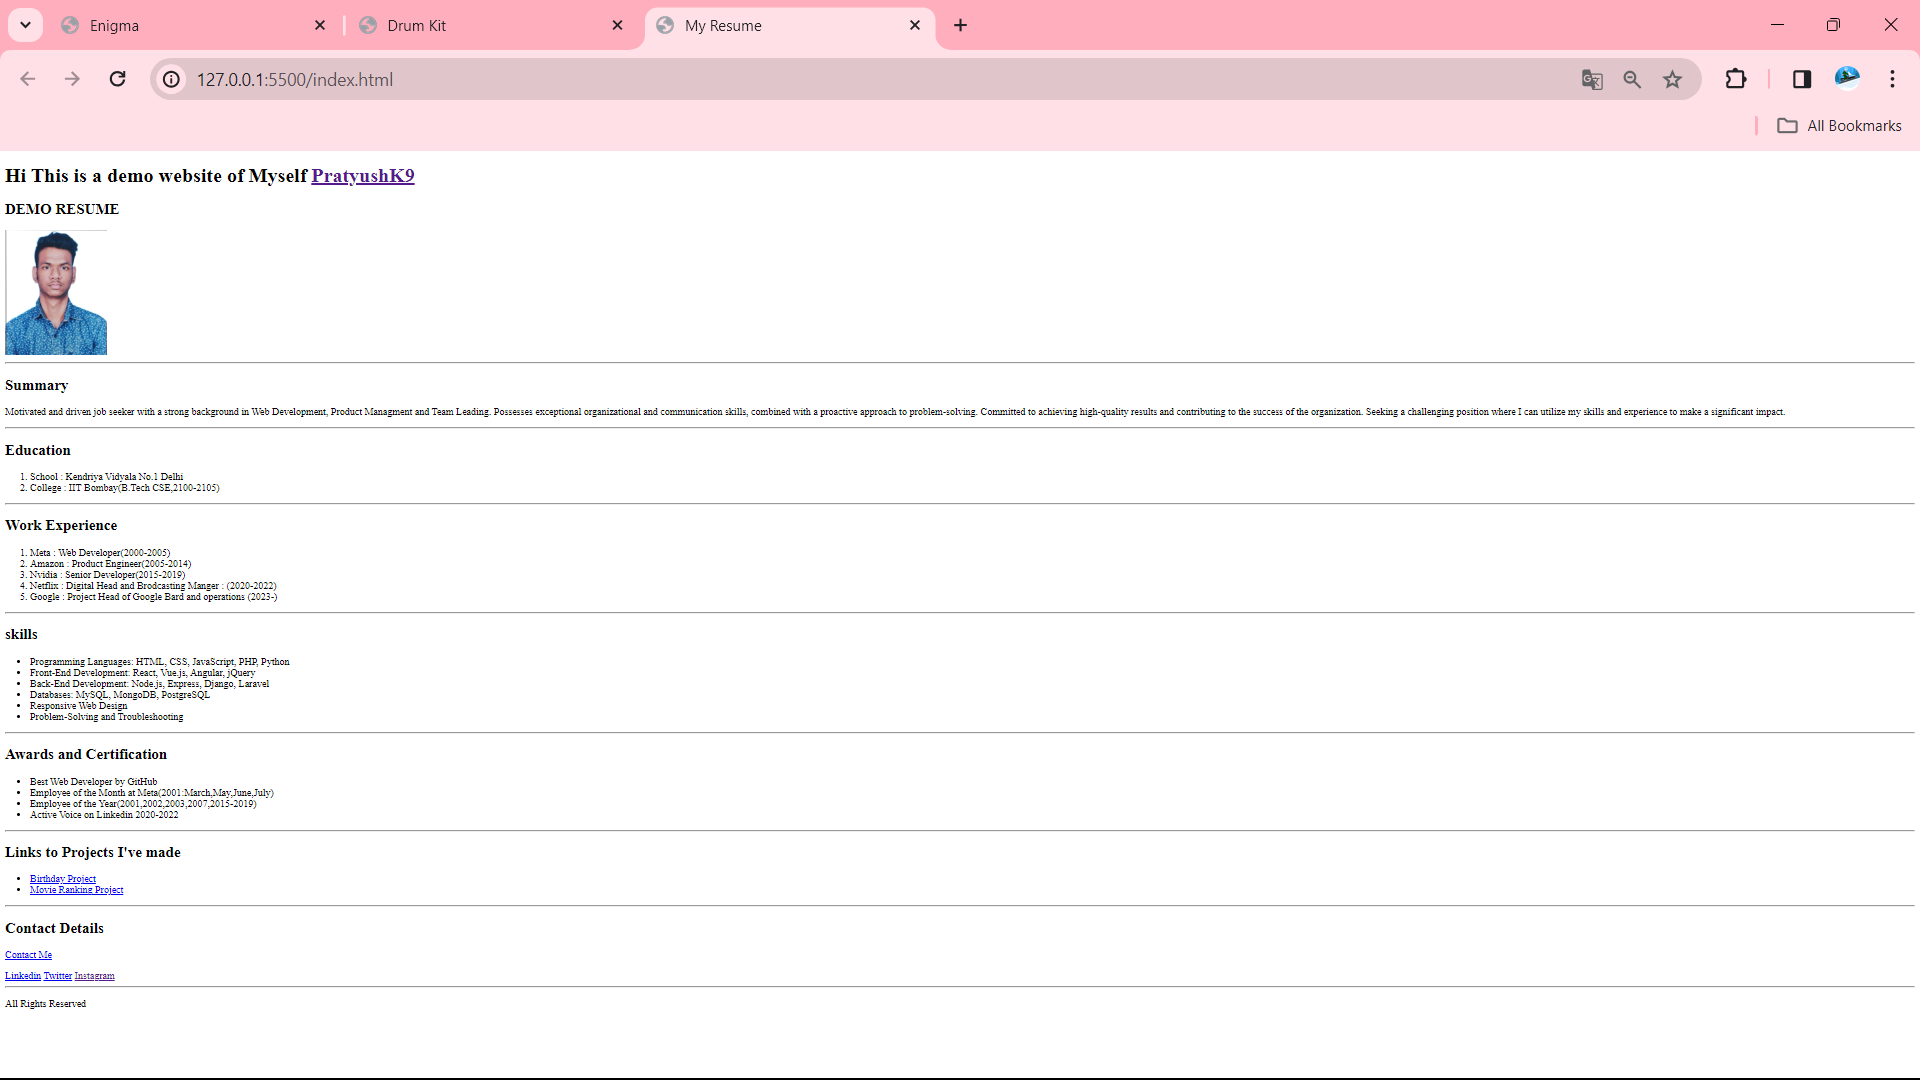 Enigma
Drum Kit
My Resume
127.0.0.1:5500/index.html
All Bookmarks
Hi This is a demo website of Myself PratyushK9
DEMO RESUME
Summary
Motivated and driven job seeker with a strong background in Web Development, Product Managment and Team Leading. Possesses exceptional organizational and communication skills, combined with a proactive approach to problem-solving. Committed to achieving high-quality results and contributing to the success of the organization. Seeking a challenging position where I can utilize my skills and experience to make a significant impact.
Education
1. School : Kendriya Vidyala No.1 Delhi
2. College : IIT Bombay(B.Tech CSE,2100-2105)
Work Experience
1. Meta : Web Developer(2000-2005)
2. Amazon : Product Engineer(2005-2014)
3. Nvidia : Senior Developer(2015-2019)
4. Netflix : Digital Head and Brodcasting Manger : (2020-2022)
5. Google : Project Head of Google Bard and operations (2023-)
skills
• Programming Languages: HTML, CSS, JavaScript, PHP, Python
• Front-End Development: React, Vue.js, Angular, jQuery
• Back-End Development: Node.js, Express, Django, Laravel
• Databases: MySQL, MongoDB, PostgreSQL
• Responsive Web Design
• Problem-Solving and Troubleshooting
Awards and Certification
• Best Web Developer by GitHub
• Employee of the Month at Meta(2001:March,May,June,July)
• Employee of the Year(2001,2002,2003,2007,2015-2019)
• Active Voice on Linkedin 2020-2022
Links to Projects I've made
• Birthday Project
• Movie Ranking Project
Contact Details
Contact Me
Linkedin Twitter Instagram
All Rights Reserved